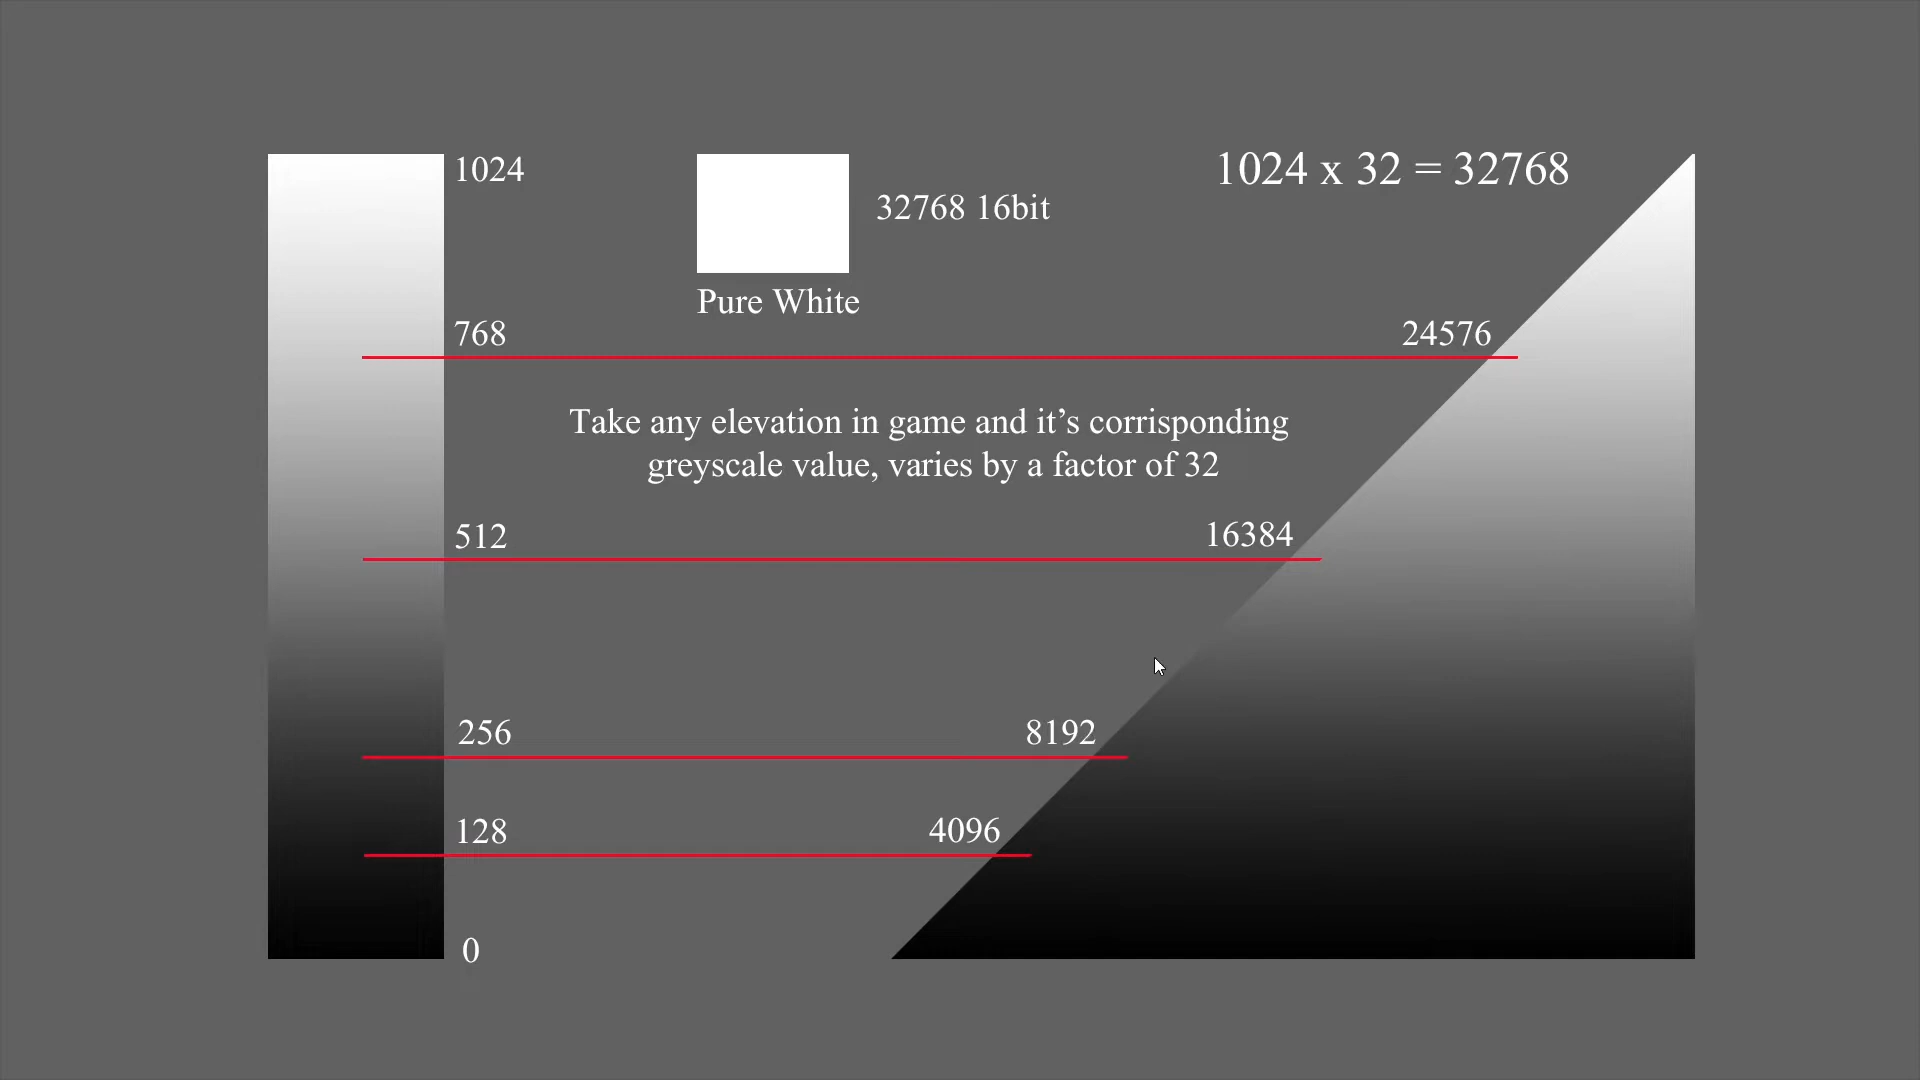 1024
32768 16bit
1024 x 32 = 32768
Pure White
768
24576
Take any elevation in game and it’s corrisponding
greyscale value, varies by a factor of 32
512
16384
256
8192
128
4096
0